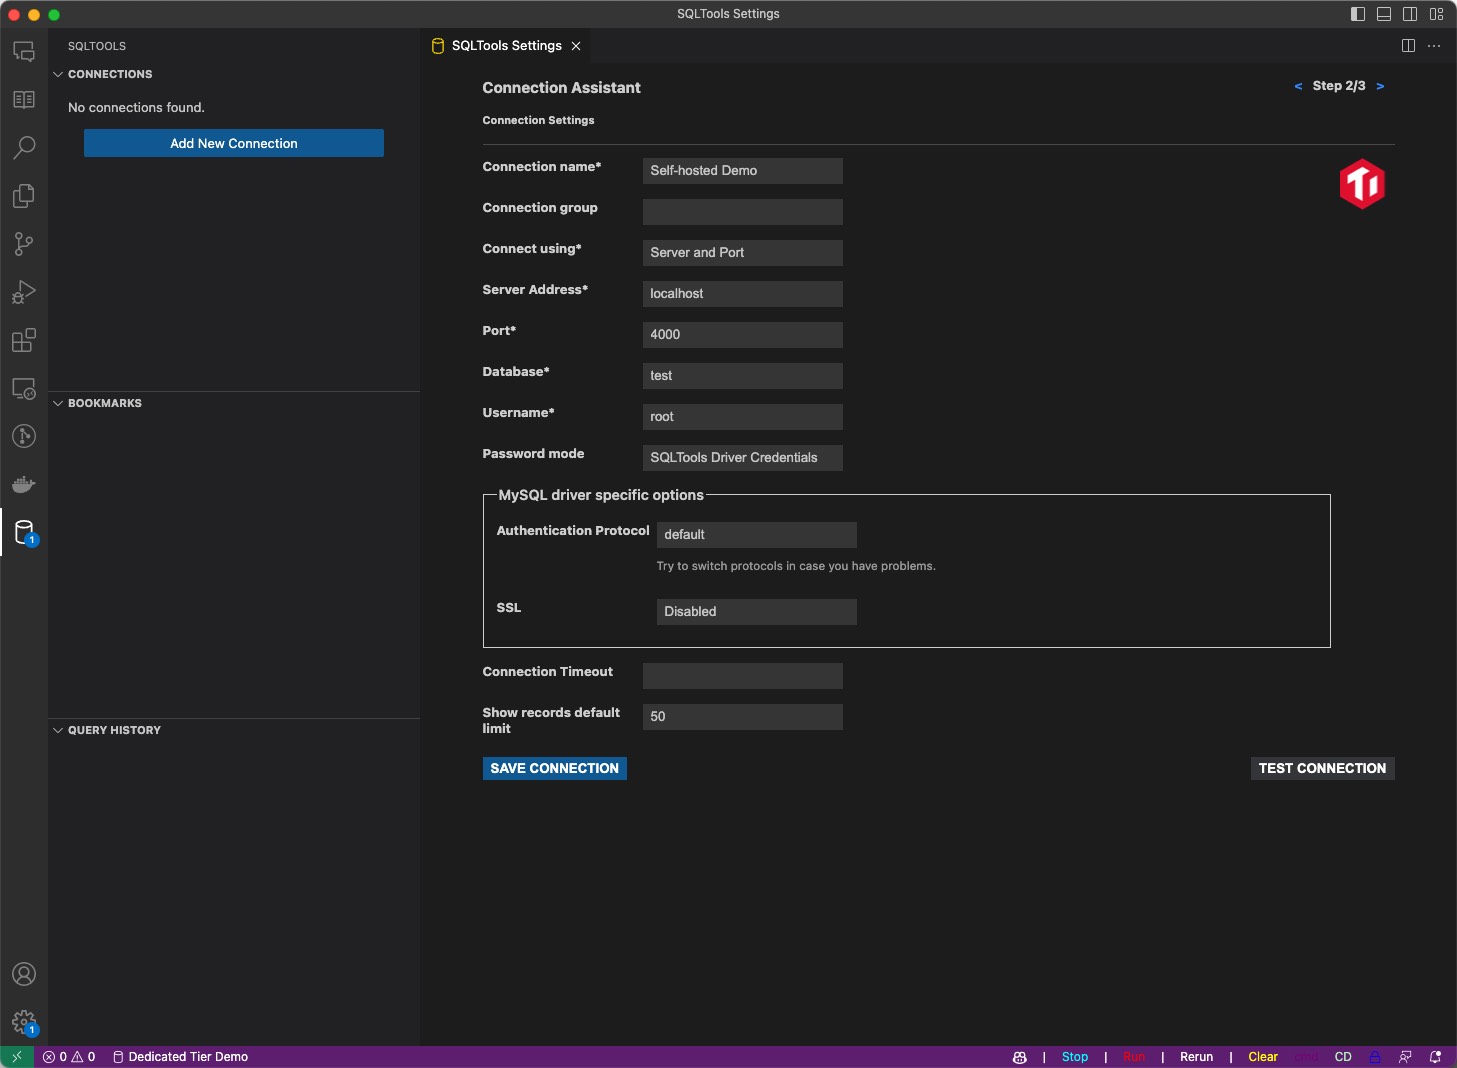 SQLTools Settings
SQLTOOLS
CONNECTIONS
No connections found.
Add New Connection
BOOKMARKS
QUERY HISTORY
1
1
SQLTools Settings
Connection Assistant
< Step 2/3 >
Connection Settings
Connection name* Self-hosted Demo
Connection group
Connect using* Server and Port
Server Address* localhost
Port* 4000
Database* test
Username* root
Password mode SQLTools Driver Credentials
MySQL driver specific options
Authentication Protocol default
Try to switch protocols in case you have problems.
SSL Disabled
Connection Timeout
Show records default
limit
50
SAVE CONNECTION
TEST CONNECTION
0 0 Dedicated Tier Demo
| Stop | Run | Rerun | Clear cmd CD